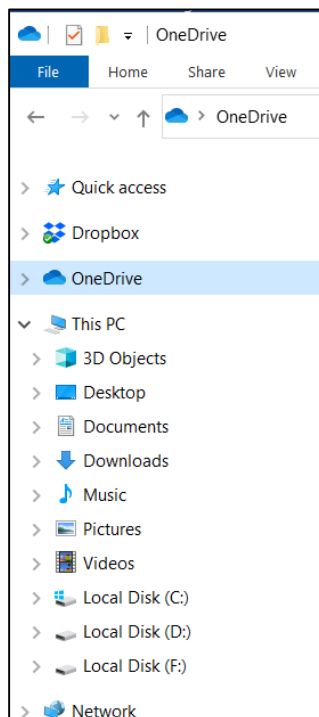 OneDrive
File Home Share View
OneDrive
Quick access
Dropbox
OneDrive
This PC
3D Objects
Desktop
Documents
Downloads
Music
Pictures
Videos
Local Disk (C:)
Local Disk (D:)
Local Disk (F:)
Network